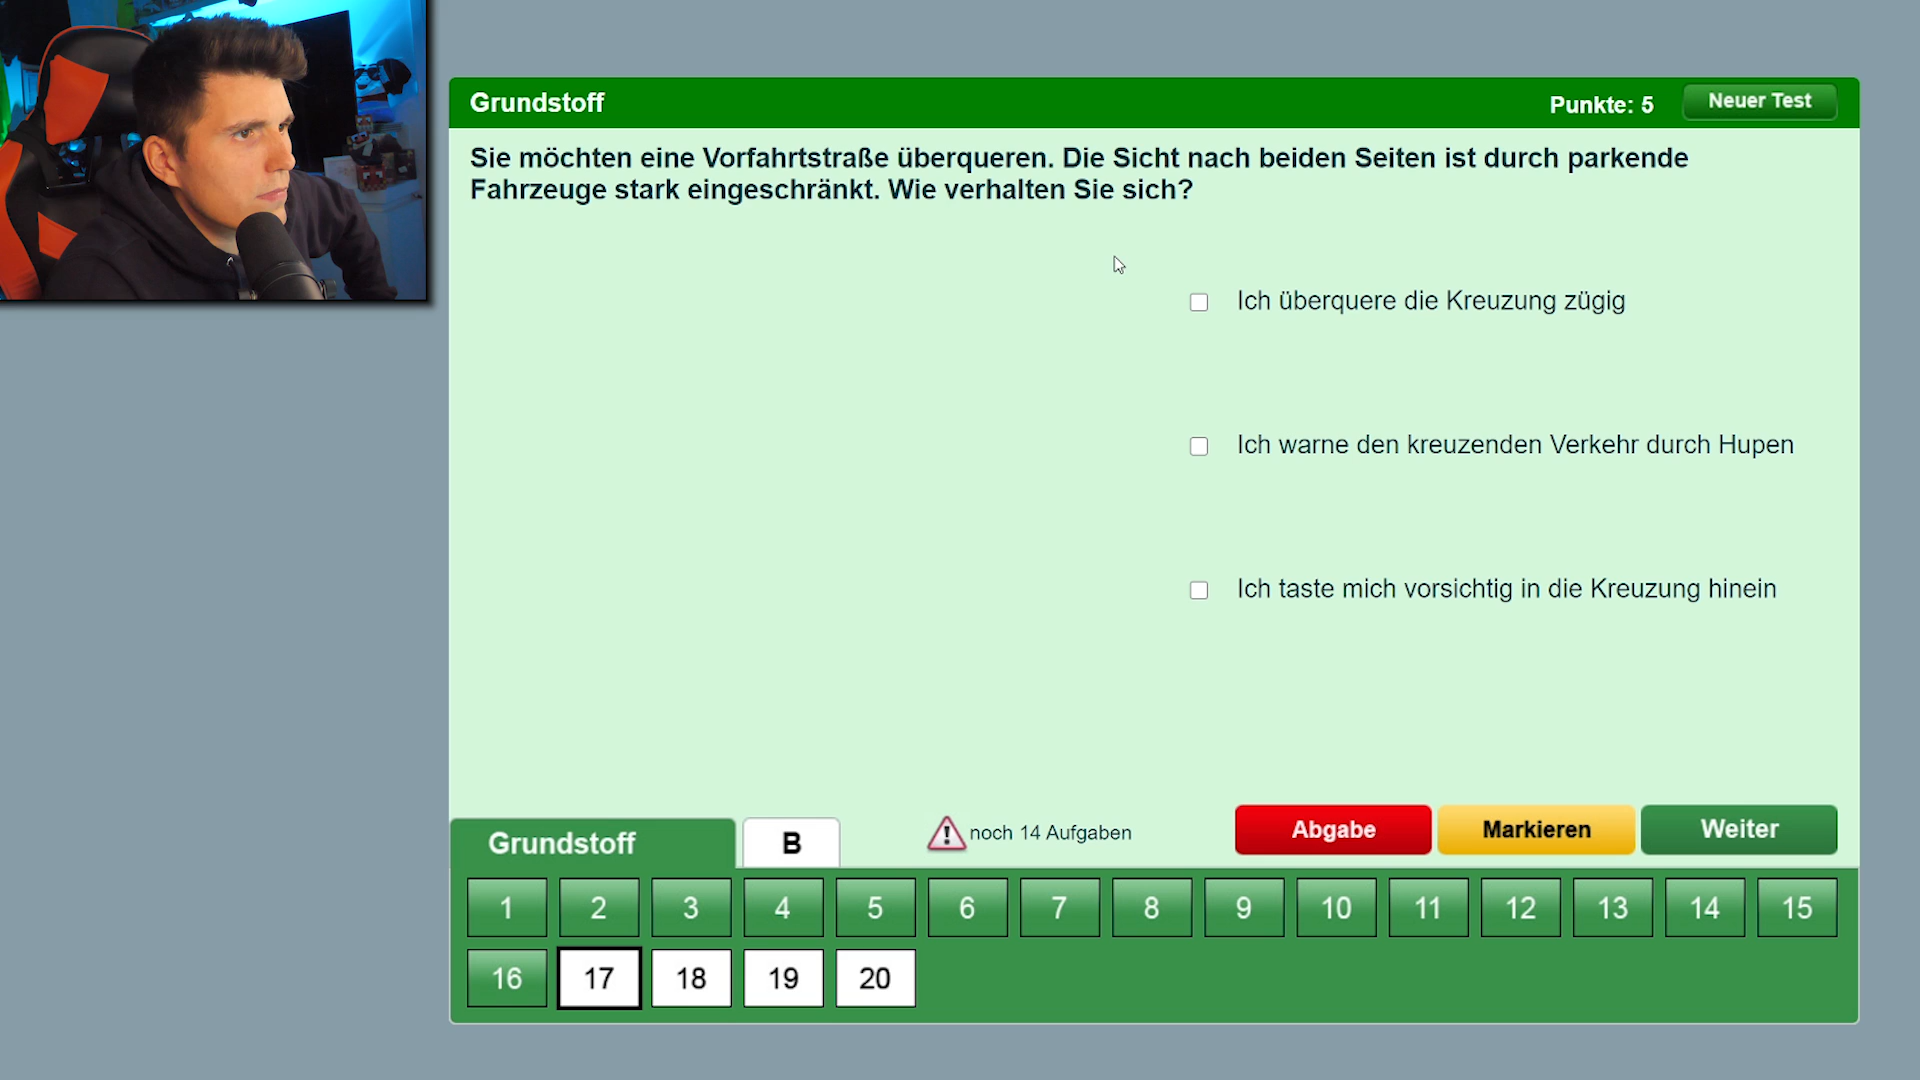 Grundstoff
Punkte: 5
Neuer Test
Sie möchten eine Vorfahrtstraße überqueren. Die Sicht nach beiden Seiten ist durch parkende
Fahrzeuge stark eingeschränkt. Wie verhalten Sie sich?
Ich überquere die Kreuzung zügig
Ich warne den kreuzenden Verkehr durch Hupen
Ich taste mich vorsichtig in die Kreuzung hinein
Grundstoff
B
noch 14 Aufgaben
Abgabe
Markieren
Weiter
1 2 3 4 5 6 7 8 9 10 11 12 13 14 15
16 17 18 19 20